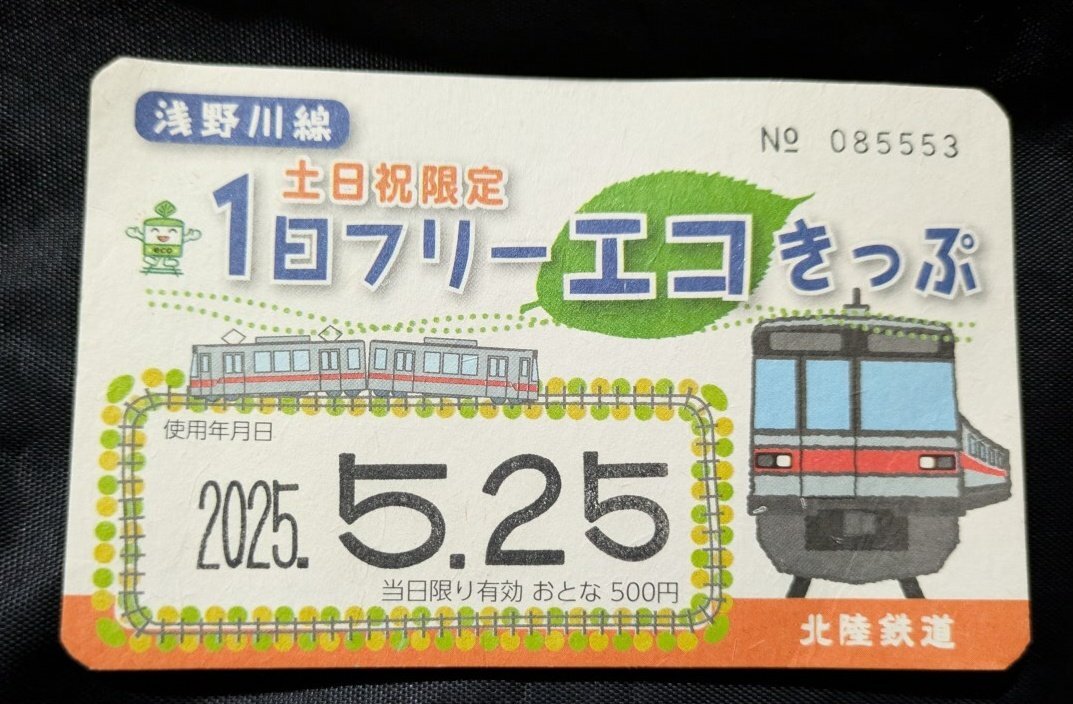 浅野川線
№ 085553
土日祝限定
1日フリーエコきっぷ
eco
使用年月日
2025. 5.25
当日限り有効 おとな 500円
北陸鉄道